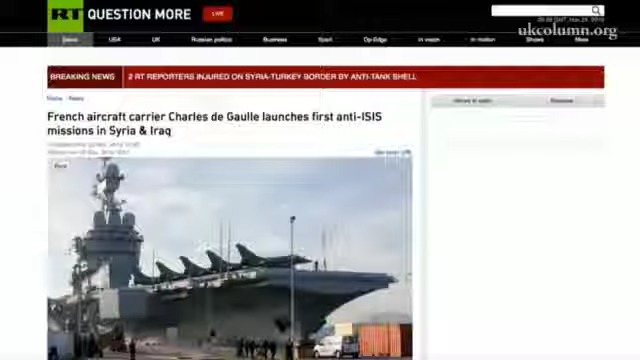 RT QUESTION MORE
LIVE
ukcolumn.org
News USA UK Russian politics Business Sport Op-Edge In vision In motion Shows More
BREAKING NEWS 2 RT REPORTERS INJURED ON SYRIA-TURKEY BORDER BY ANTI-TANK SHELL
Home News
French aircraft carrier Charles de Gaulle launches first anti-ISIS
missions in Syria & Iraq